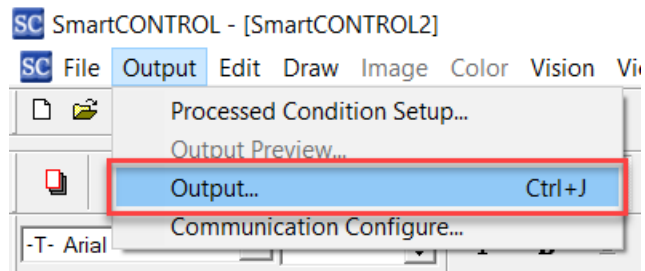 SC SmartCONTROL - [SmartCONTROL2]
SC File Output Edit Draw Image Color Vision
Processed Condition Setup...
Output Preview...
Output... Ctrl+J
Communication Configure...
-T- Arial